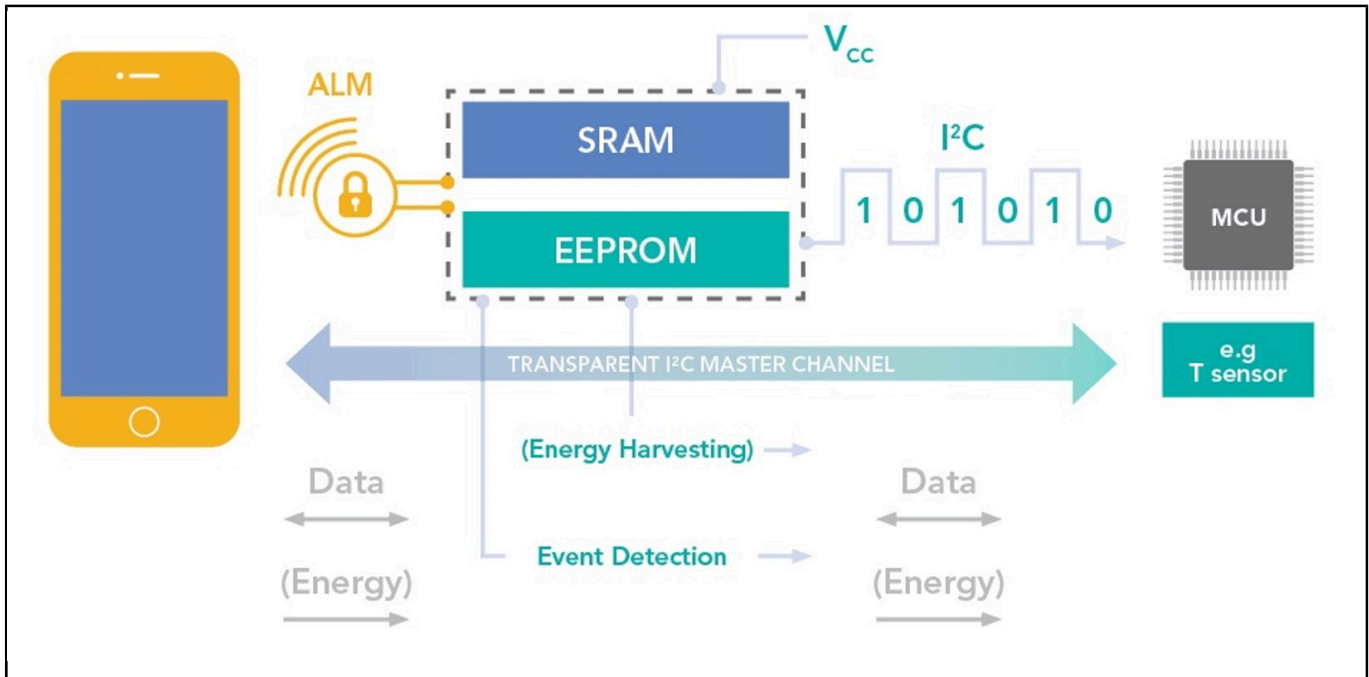 ALM
V_CC
SRAM
I²C
1 0 1 0 1 0
MCU
EEPROM
TRANSPARENT I²C MASTER CHANNEL
e.g
T sensor
(Energy Harvesting)
Data
Data
Event Detection
(Energy)
(Energy)